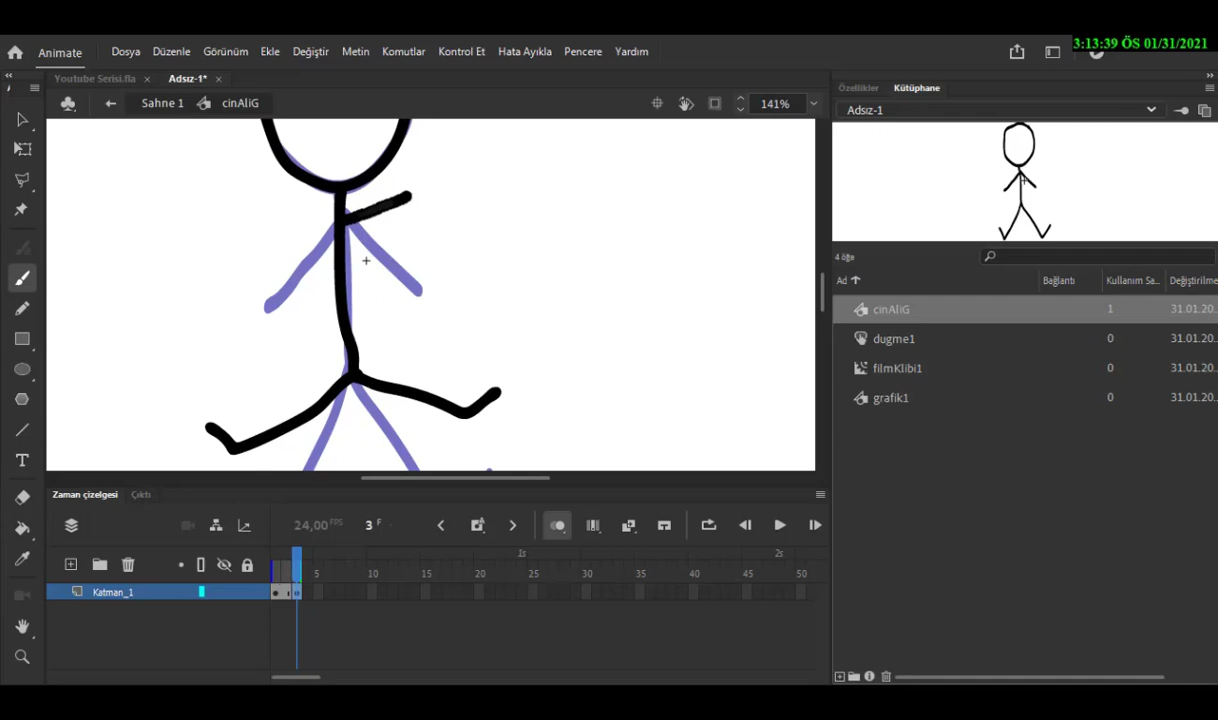 3:13:39 ÖS 01/31/2021
Animate Dosya Düzenle Görünüm Ekle Değiştir Metin Komutlar Kontrol Et Hata Ayıkla Pencere Yardım
Youtube Serisi.fla × Adsız-1* ×
Sahne 1 cinAliG 141%
Özellikler Kütüphane
Adsız-1
4 öğe
Ad Bağlantı Kullanım Sa... Değiştirilme
cinAliG 1 31.01.20...
dugme1 0 31.01.20...
filmKlibi1 0 31.01.20...
grafik1 0 31.01.20...
Zaman çizelgesi Çıktı
24,00 FPS 3 F
1s 2s
5 10 15 20 25 30 35 40 45 50
Katman_1